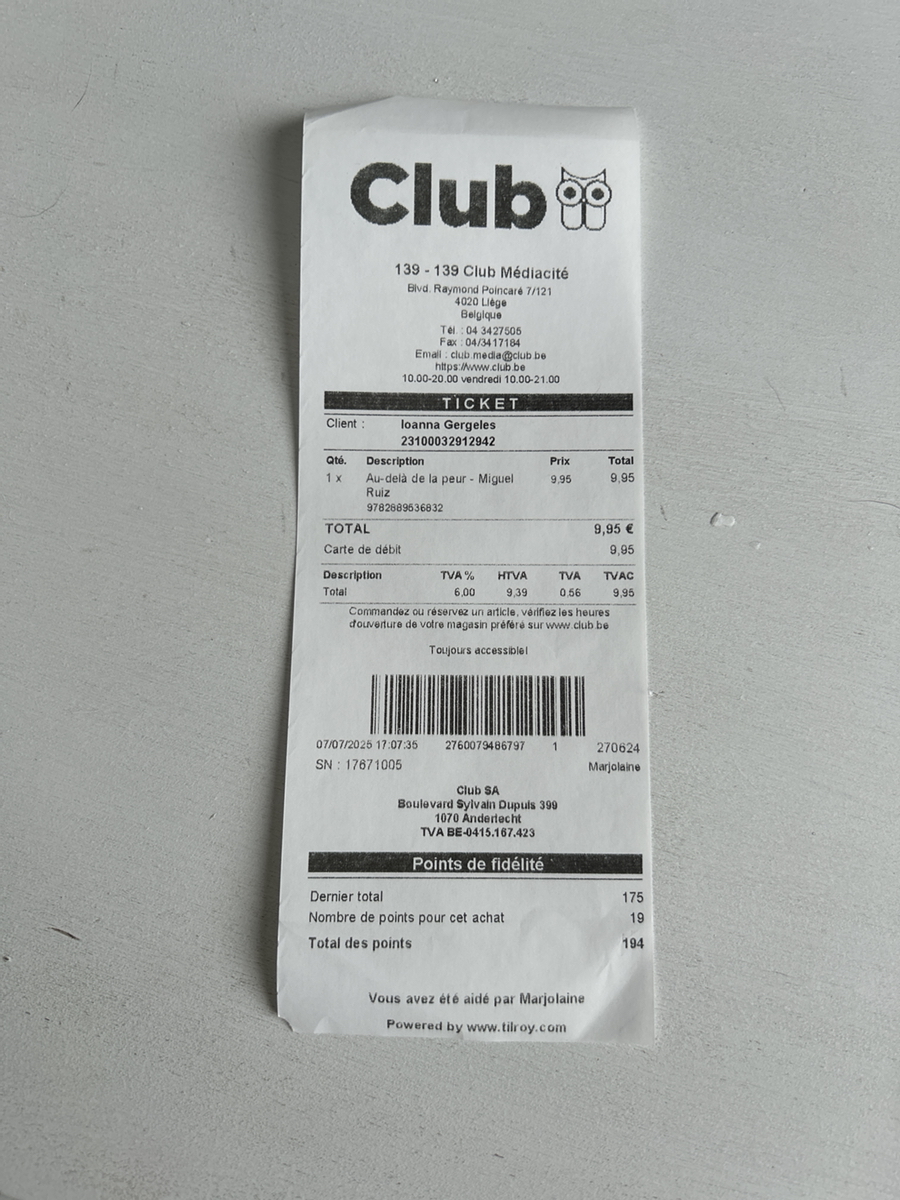 Club
139 - 139 Club Médiacité
Blvd. Raymond Poincaré 7/121
4020 Liège
Belgique
Tél. : 04 3427505
Fax : 04/3417184
Email : club.media@club.be
https://www.club.be
10.00-20.00 vendredi 10.00-21.00
TICKET
Client : Ioanna Gergeles
23100032912942
Qté. Description Prix Total
1 x Au-delà de la peur - Miguel 9,95 9,95
Ruiz
9782889536832
TOTAL 9,95 €
Carte de débit 9,95
Description TVA % HTVA TVA TVAC
Total 6,00 9,39 0.56 9,95
Commandez ou réservez un article, vérifiez les heures
d'ouverture de votre magasin préféré sur www.club.be
Toujours accessible!
07/07/2025 17:07:35 2760079486797 1 270624
SN : 17671005 Marjolaine
Club SA
Boulevard Sylvain Dupuis 399
1070 Anderlecht
TVA BE-0415.167.423
Points de fidélité
Dernier total 175
Nombre de points pour cet achat 19
Total des points 194
Vous avez été aidé par Marjolaine
Powered by www.tilroy.com